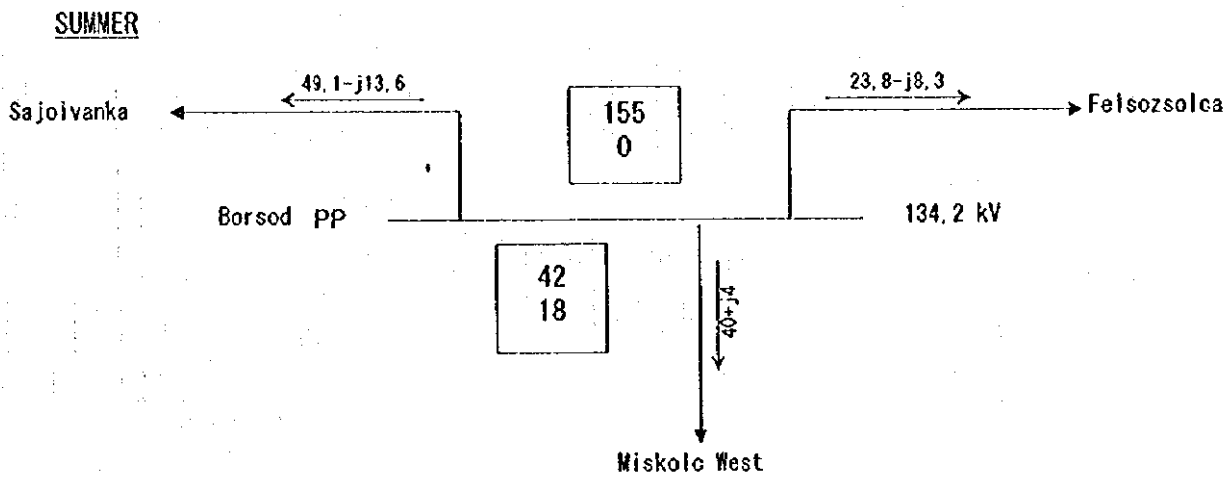 SUMMER
49,1-j13,6
23,8-j8,3
Sajoivanka
155
0
Felsozsolca
Borsod PP
134,2 kV
42
18
40+j4
Miskolc West